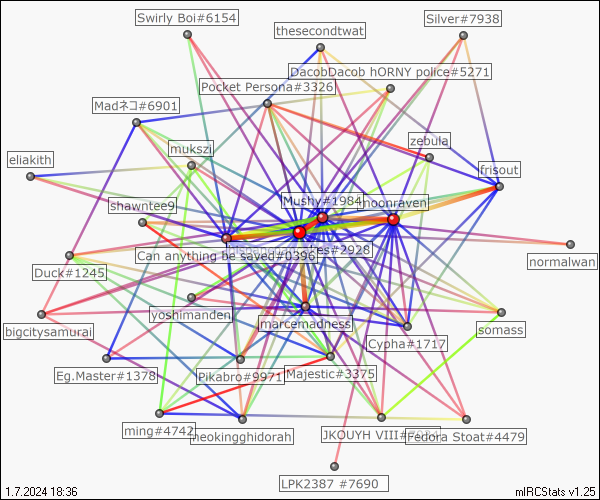 Swirly Boi#6154
thesecondtwat
Silver#7938
DacobDacob hORNY police#5271
Pocket Persona#3326
Madネコ#6901
zebula
mukszi
eliakith
frisout
Mushy#1984
moonraven
shawntee9
Can anything be saved#0396
es#2928
normalwan
Duck#1245
yoshimanden
marcemadness
bigcitysamurai
Cypha#1717
somass
Eg.Master#1378
Pikabro#9971
Majestic#3375
ming#4742
neokingghidorah
JKOUYH VIII
Fedora Stoat#4479
LPK2387 #7690
1.7.2024 18:36
mIRCStats v1.25